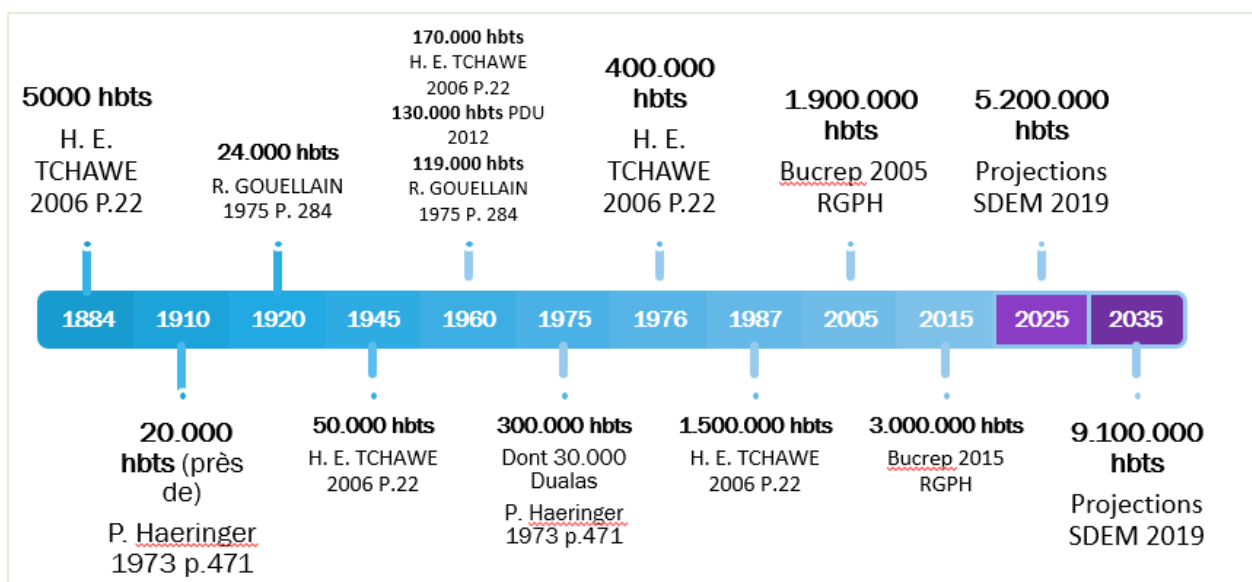 5000 hbts
H. E.
TCHAWE
2006 P.22
24.000 hbts
R. GOUELLAIN
1975 P. 284
170.000 hbts
H. E. TCHAWE
2006 P.22
130.000 hbts PDU
2012
119.000 hbts
R. GOUELLAIN
1975 P. 284
400.000
hbts
H. E.
TCHAWE
2006 P.22
1.900.000
hbts
Bucrep 2005
RGPH
5.200.000
hbts
Projections
SDEM 2019
1884 1910 1920 1945 1960 1975 1976 1987 2005 2015 2025 2035
20.000
hbts (près
de)
P. Haeringer
1973 p.471
50.000 hbts
H. E. TCHAWE
2006 P.22
300.000 hbts
Dont 30.000
Dualas
P. Haeringer
1973 p.471
1.500.000 hbts
H. E. TCHAWE
2006 P.22
3.000.000 hbts
Bucrep 2015
RGPH
9.100.000
hbts
Projections
SDEM 2019